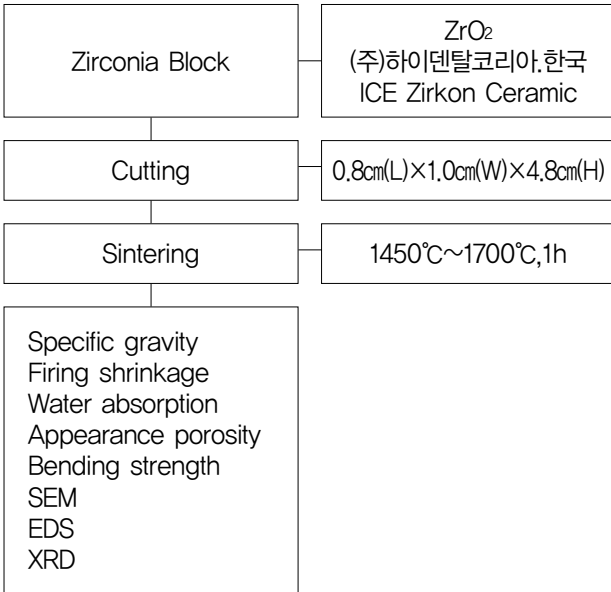 Zirconia Block
ZrO2
(주)하이덴탈코리아.한국
ICE Zirkon Ceramic
Cutting
0.8㎝(L)×1.0㎝(W)×4.8㎝(H)
Sintering
1450℃~1700℃,1h
Specific gravity
Firing shrinkage
Water absorption
Appearance porosity
Bending strength
SEM
EDS
XRD